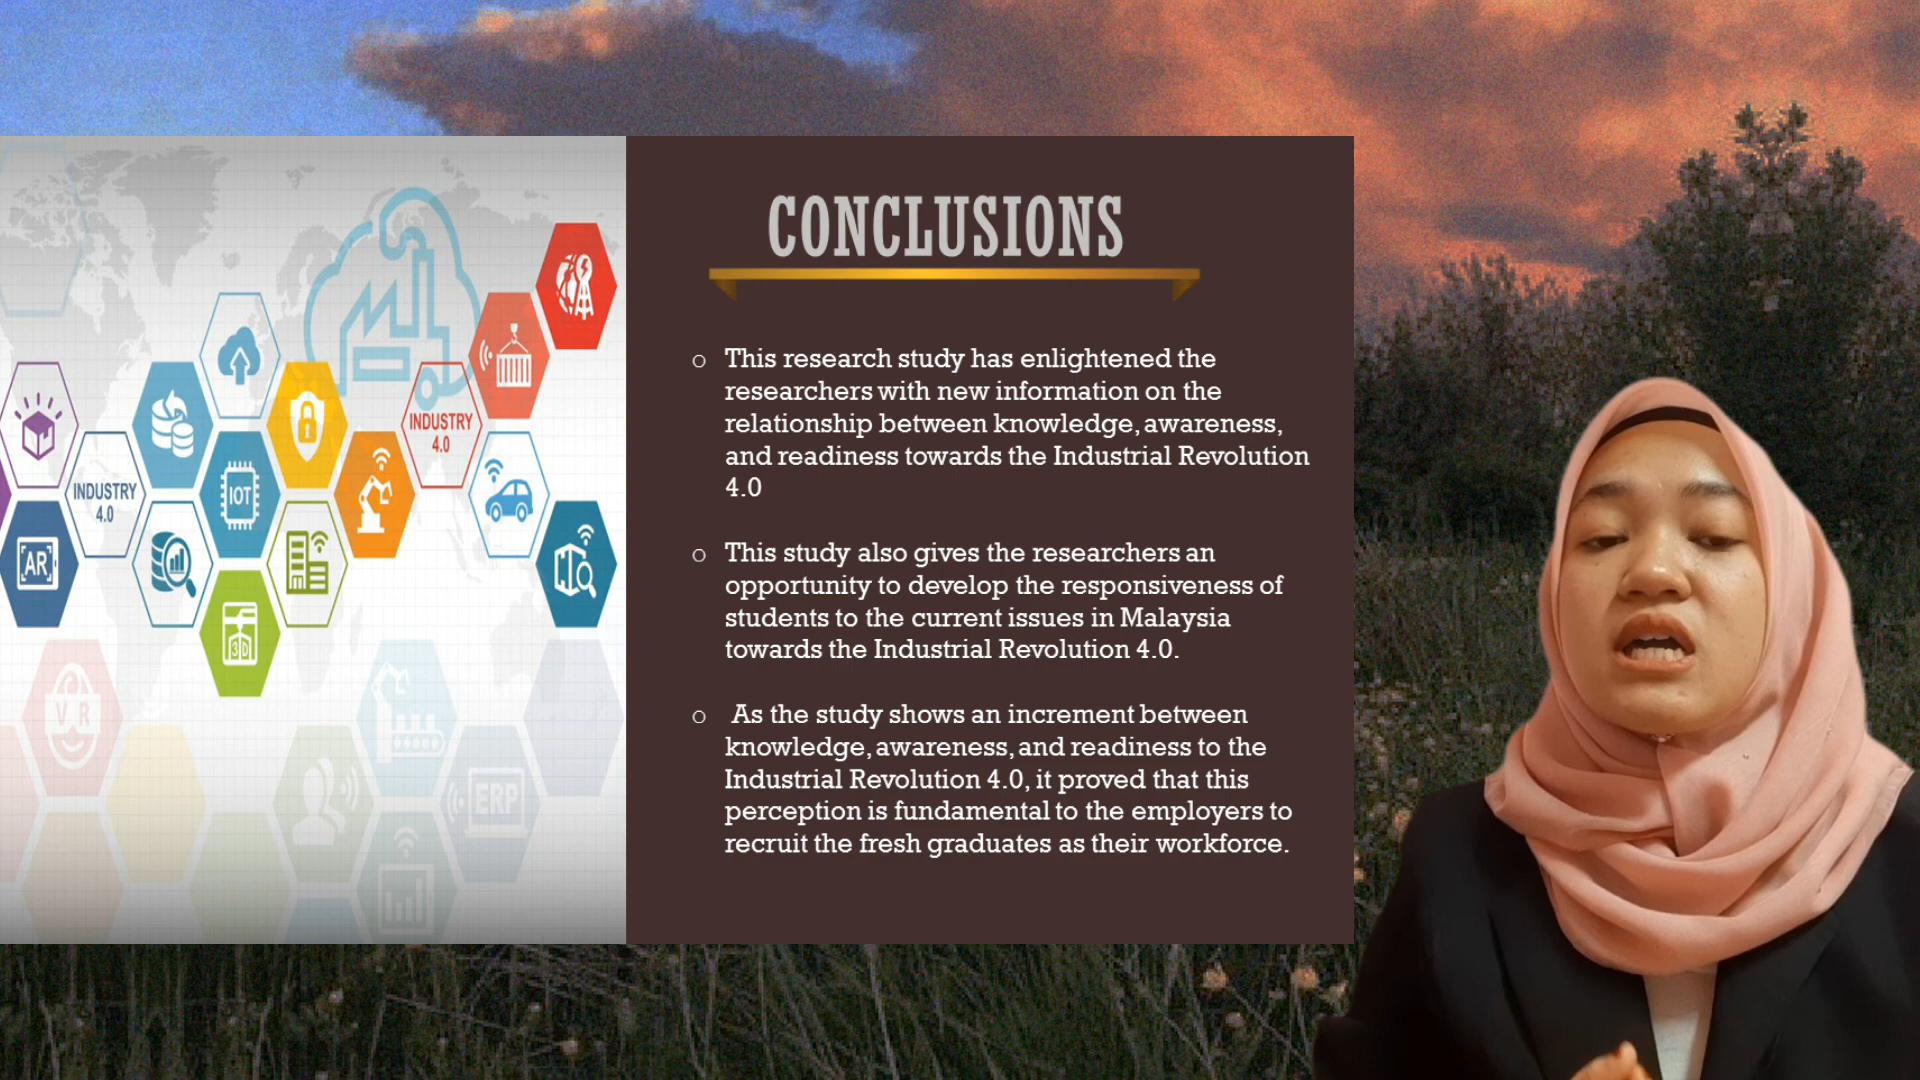 CONCLUSIONS
This research study has enlightened the
researchers with new information on the
relationship between knowledge, awareness,
and readiness towards the Industrial Revolution
4.0
This study also gives the researchers an
opportunity to develop the responsiveness of
students to the current issues in Malaysia
towards the Industrial Revolution 4.0.
As the study shows an increment between
knowledge, awareness, and readiness to the
Industrial Revolution 4.0, it proved that this
perception is fundamental to the employers to
recruit the fresh graduates as their workforce.
INDUSTRY
4.0
INDUSTRY
4.0
IOT
AR
3D
VR
ERP